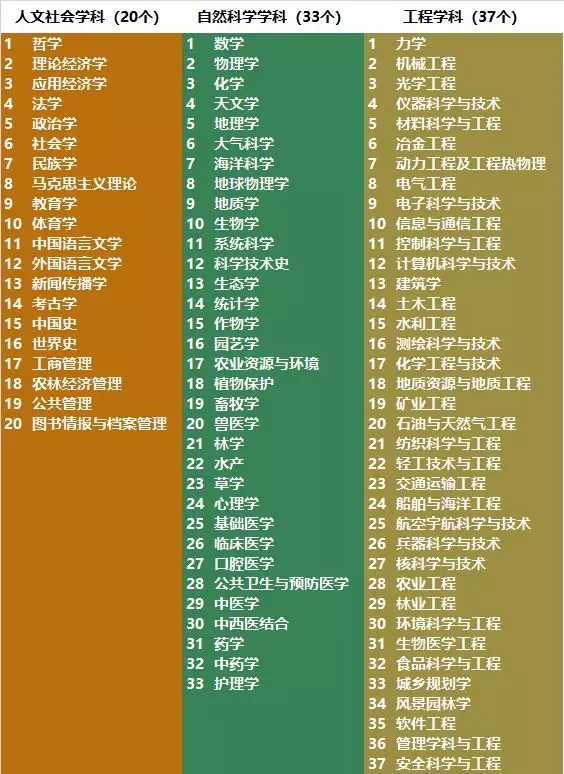 人文社会学科（20个）
1 哲学
2 理论经济学
3 应用经济学
4 法学
5 政治学
6 社会学
7 民族学
8 马克思主义理论
9 教育学
10 体育学
11 中国语言文学
12 外国语言文学
13 新闻传播学
14 考古学
15 中国史
16 世界史
17 工商管理
18 农林经济管理
19 公共管理
20 图书情报与档案管理
自然科学学科（33个）
1 数学
2 物理学
3 化学
4 天文学
5 地理学
6 大气科学
7 海洋科学
8 地球物理学
9 地质学
10 生物学
11 系统科学
12 科学技术史
13 生态学
14 统计学
15 作物学
16 园艺学
17 农业资源与环境
18 植物保护
19 畜牧学
20 兽医学
21 林学
22 水产
23 草学
24 心理学
25 基础医学
26 临床医学
27 口腔医学
28 公共卫生与预防医学
29 中医学
30 中西医结合
31 药学
32 中药学
33 护理学
工程学科（37个）
1 力学
2 机械工程
3 光学工程
4 仪器科学与技术
5 材料科学与工程
6 冶金工程
7 动力工程及工程热物理
8 电气工程
9 电子科学与技术
10 信息与通信工程
11 控制科学与工程
12 计算机科学与技术
13 建筑学
14 土木工程
15 水利工程
16 测绘科学与技术
17 化学工程与技术
18 地质资源与地质工程
19 矿业工程
20 石油与天然气工程
21 纺织科学与工程
22 轻工技术与工程
23 交通运输工程
24 船舶与海洋工程
25 航空宇航科学与技术
26 兵器科学与技术
27 核科学与技术
28 农业工程
29 林业工程
30 环境科学与工程
31 生物医学工程
32 食品科学与工程
33 城乡规划学
34 风景园林学
35 软件工程
36 管理学科与工程
37 安全科学与工程